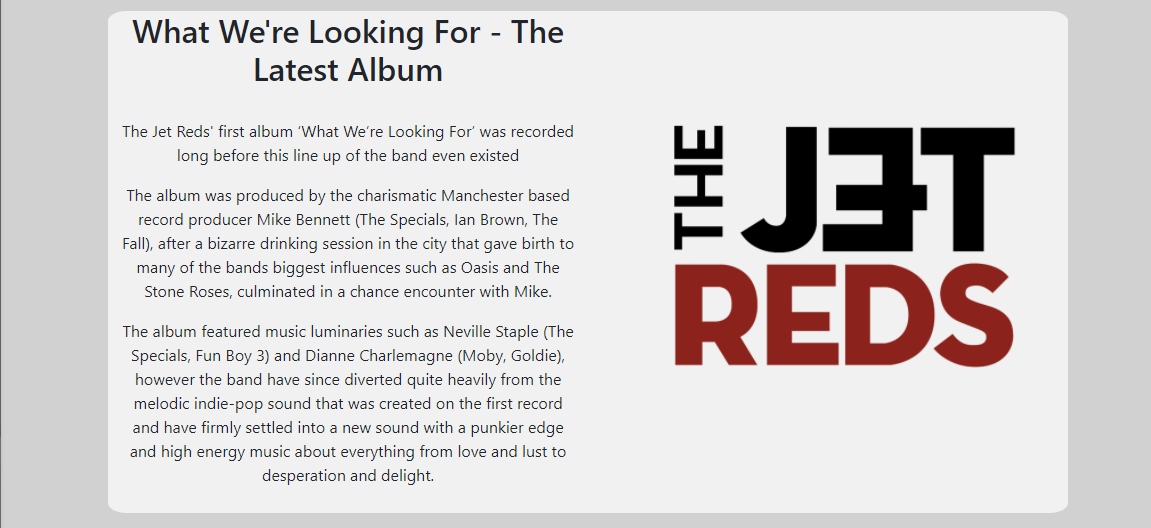 What We're Looking For - The
Latest Album
The Jet Reds' first album ‘What We’re Looking For’ was recorded
long before this line up of the band even existed
The album was produced by the charismatic Manchester based
record producer Mike Bennett (The Specials, Ian Brown, The
Fall), after a bizarre drinking session in the city that gave birth to
many of the bands biggest influences such as Oasis and The
Stone Roses, culminated in a chance encounter with Mike.
The album featured music luminaries such as Neville Staple (The
Specials, Fun Boy 3) and Dianne Charlemagne (Moby, Goldie),
however the band have since diverted quite heavily from the
melodic indie-pop sound that was created on the first record
and have firmly settled into a new sound with a punkier edge
and high energy music about everything from love and lust to
desperation and delight.
THE
JET
REDS